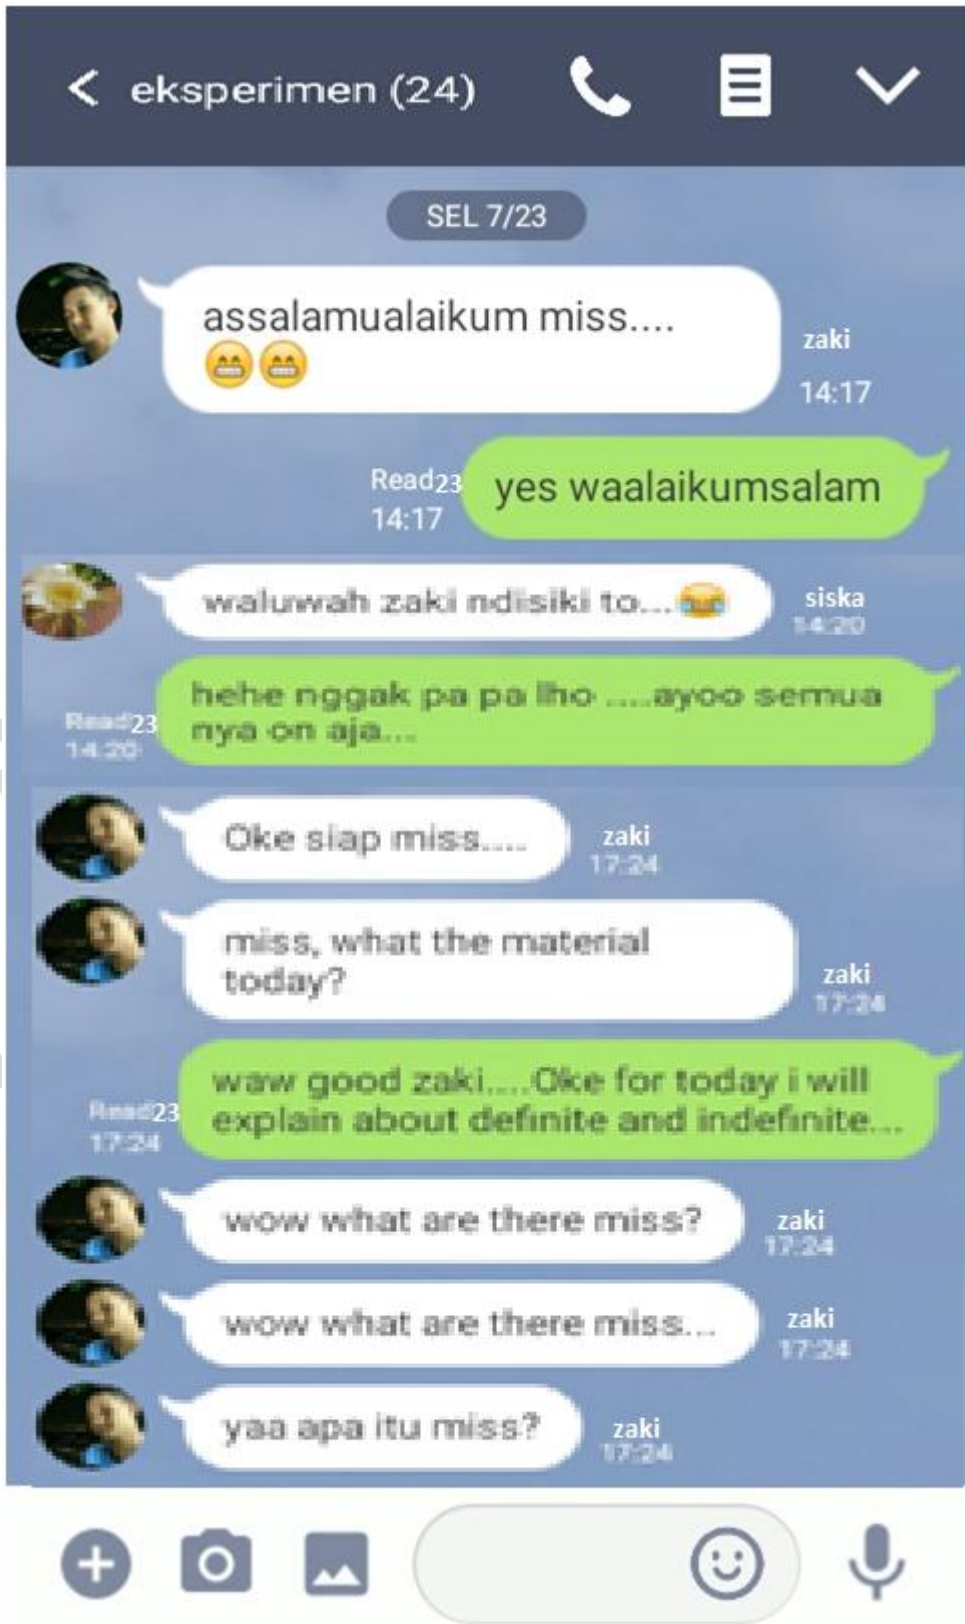 eksperimen (24)
SEL 7/23
assalamualaikum miss....
😁😁
zaki
14:17
Read23
14:17
yes waalaikumsalam
waluwah zaki ndisiki to...😂
siska
14:20
hehe nggak pa pa lho ....ayoo semua
nya on aja...
Read23
14:20
Oke siap miss.....
zaki
17:24
miss, what the material
today?
zaki
17:24
waw good zaki....Oke for today i will
explain about definite and indefinite...
Read23
17:24
wow what are there miss?
zaki
17:24
wow what are there miss...
zaki
17:24
yaa apa itu miss?
zaki
17:24